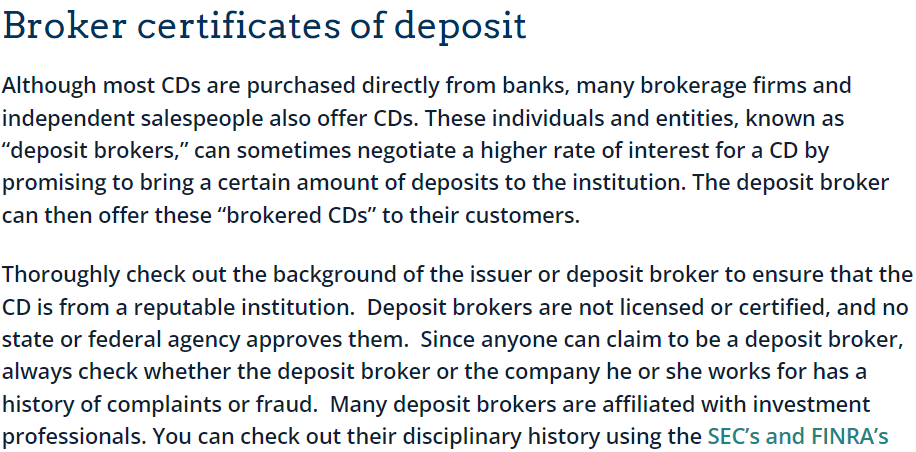 Broker certificates of deposit
Although most CDs are purchased directly from banks, many brokerage firms and
independent salespeople also offer CDs. These individuals and entities, known as
“deposit brokers,” can sometimes negotiate a higher rate of interest for a CD by
promising to bring a certain amount of deposits to the institution. The deposit broker
can then offer these “brokered CDs” to their customers.
Thoroughly check out the background of the issuer or deposit broker to ensure that the
CD is from a reputable institution.  Deposit brokers are not licensed or certified, and no
state or federal agency approves them.  Since anyone can claim to be a deposit broker,
always check whether the deposit broker or the company he or she works for has a
history of complaints or fraud.  Many deposit brokers are affiliated with investment
professionals. You can check out their disciplinary history using the SEC’s and FINRA’s